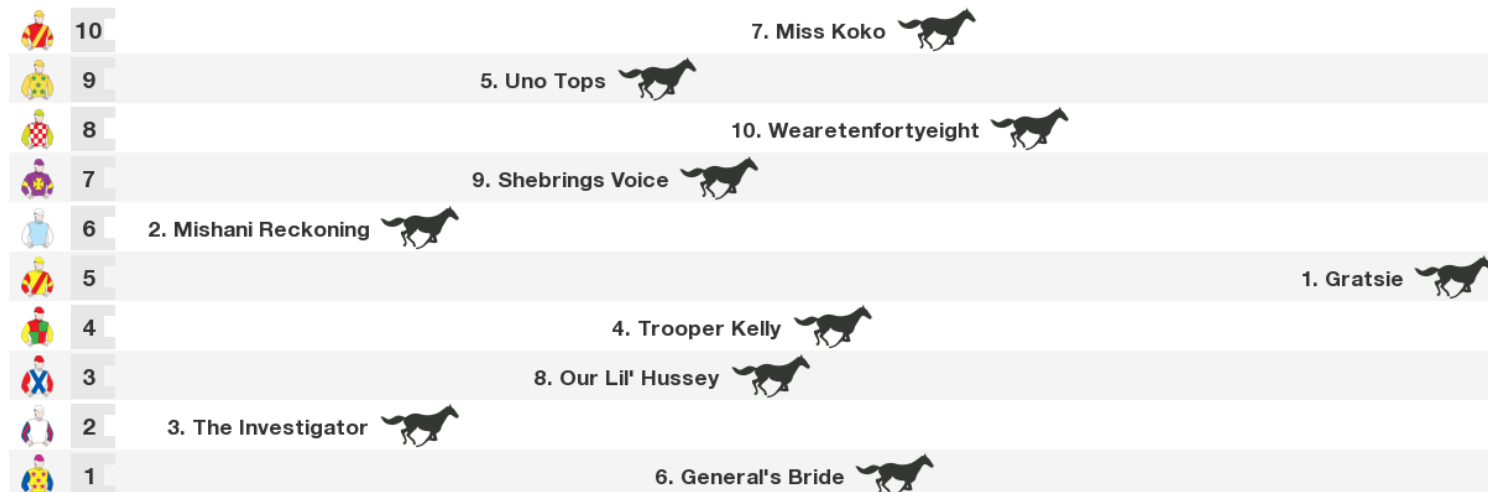 10 7. Miss Koko
9 5. Uno Tops
8 10. Wearetenfortyeight
7 9. Shebrings Voice
6 2. Mishani Reckoning
5 1. Gratsie
4 4. Trooper Kelly
3 8. Our Lil' Hussey
2 3. The Investigator
1 6. General's Bride